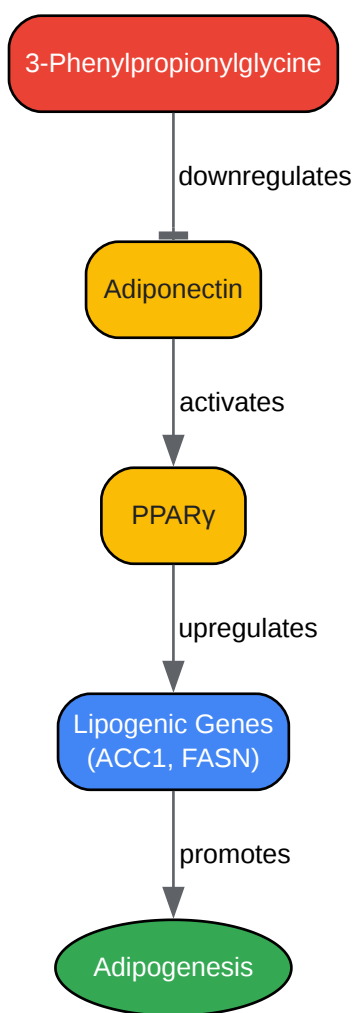 3-Phenylpropionylglycine
downregulates
Adiponectin
activates
PPARγ
upregulates
Lipogenic Genes
(ACC1, FASN)
promotes
Adipogenesis